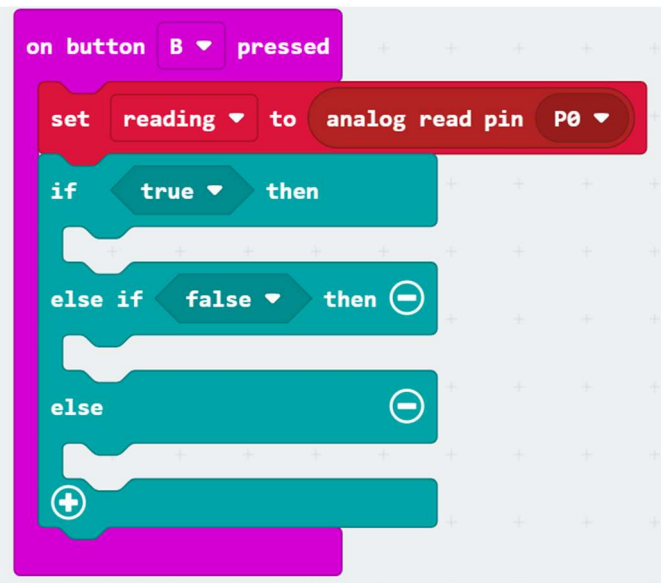 on button B pressed
set reading to analog read pin P0
if true then
else if false then
else